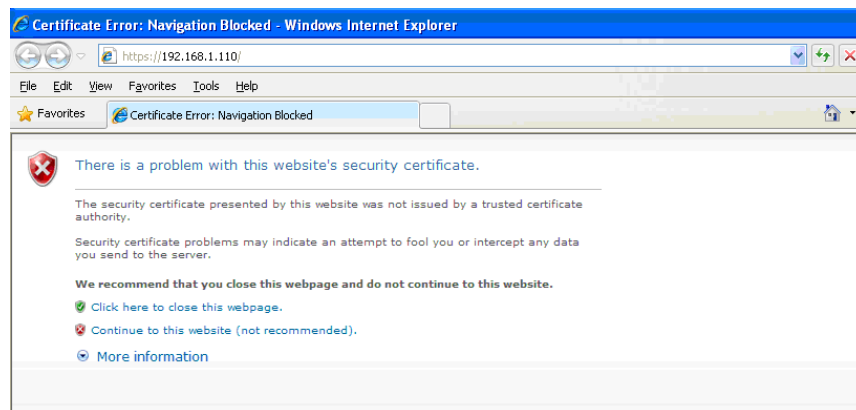 Certificate Error: Navigation Blocked - Windows Internet Explorer
https://192.168.1.110/
File Edit View Favorites Tools Help
Favorites Certificate Error: Navigation Blocked
There is a problem with this website's security certificate.
The security certificate presented by this website was not issued by a trusted certificate
authority.
Security certificate problems may indicate an attempt to fool you or intercept any data
you send to the server.
We recommend that you close this webpage and do not continue to this website.
Click here to close this webpage.
Continue to this website (not recommended).
More information